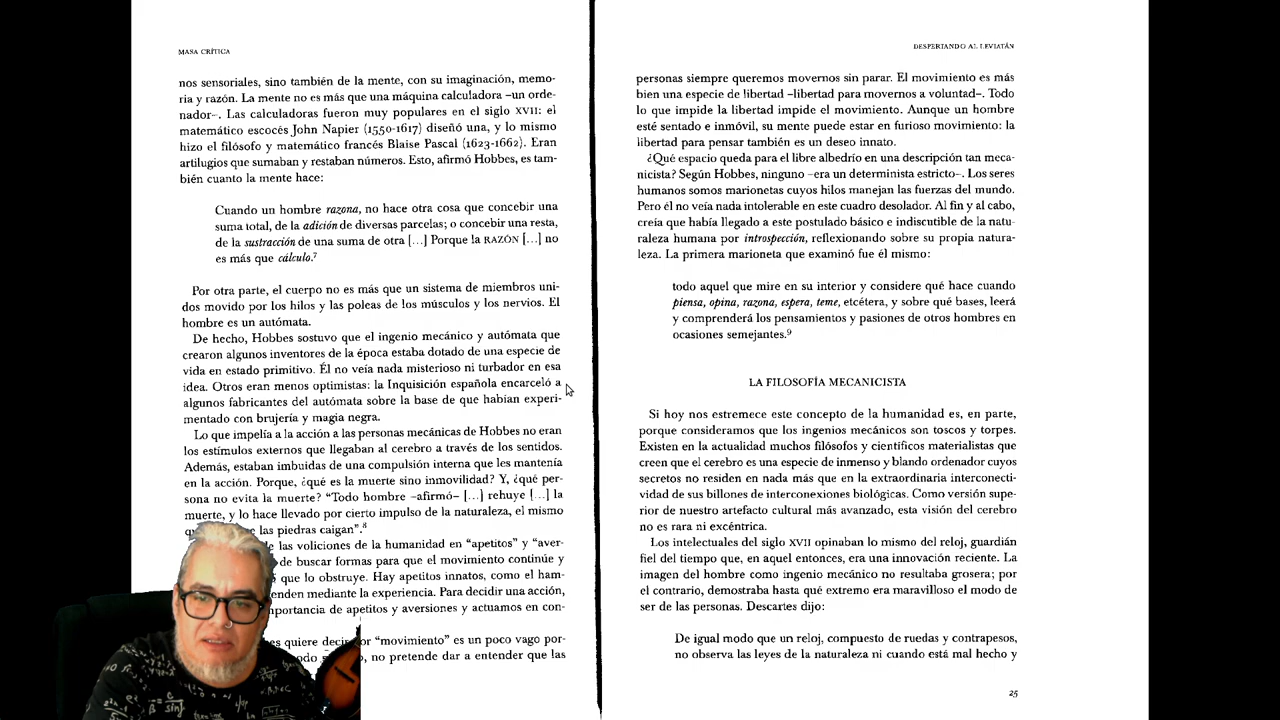 MASA CRÍTICA
nos sensoriales, sino también de la mente, con su imaginación, memo-
ria y razón. La mente no es más que una máquina calculadora –un orde-
nador–. Las calculadoras fueron muy populares en el siglo XVII: el
matemático escocés John Napier (1550-1617) diseñó una, y lo mismo
hizo el filósofo y matemático francés Blaise Pascal (1623-1662). Eran
artilugios que sumaban y restaban números. Esto, afirmó Hobbes, es tam-
bién cuanto la mente hace:
Cuando un hombre razona, no hace otra cosa que concebir una
suma total, de la adición de diversas parcelas; o concebir una resta,
de la sustracción de una suma de otra [...] Porque la RAZÓN [...] no
es más que cálculo.⁷
Por otra parte, el cuerpo no es más que un sistema de miembros uni-
dos movido por los hilos y las poleas de los músculos y los nervios. El
hombre es un autómata.
De hecho, Hobbes sostuvo que el ingenio mecánico y autómata que
crearon algunos inventores de la época estaba dotado de una especie de
vida en estado primitivo. Él no veía nada misterioso ni turbador en esa
idea. Otros eran menos optimistas: la Inquisición española encarceló a
algunos fabricantes del autómata sobre la base de que habían experi-
mentado con brujería y magia negra.
Lo que impelía a la acción a las personas mecánicas de Hobbes no eran
los estímulos externos que llegaban al cerebro a través de los sentidos.
Además, estaban imbuidas de una compulsión interna que les mantenía
en la acción. Porque, ¿qué es la muerte sino inmovilidad? Y, ¿qué per-
sona no evita la muerte? “Todo hombre –afirmó– [...] rehuye [...] la
muerte, y lo hace llevado por cierto impulso de la naturaleza, el mismo
las piedras caigan”.⁸
las voliciones de la humanidad en “apetitos” y “aver-
de buscar formas para que el movimiento continúe y
que lo obstruye. Hay apetitos innatos, como el ham-
mediante la experiencia. Para decidir una acción,
de apetitos y aversiones y actuamos en con-
quiere decir por “movimiento” es un poco vago por-
no pretende dar a entender que las
DESPERTANDO AL LEVIATÁN
personas siempre queremos movernos sin parar. El movimiento es más
bien una especie de libertad –libertad para movernos a voluntad–. Todo
lo que impide la libertad impide el movimiento. Aunque un hombre
esté sentado e inmóvil, su mente puede estar en furioso movimiento: la
libertad para pensar también es un deseo innato.
¿Qué espacio queda para el libre albedrío en una descripción tan meca-
nicista? Según Hobbes, ninguno –era un determinista estricto–. Los seres
humanos somos marionetas cuyos hilos manejan las fuerzas del mundo.
Pero él no veía nada intolerable en este cuadro desolador. Al fin y al cabo,
creía que había llegado a este postulado básico e indiscutible de la natu-
raleza humana por introspección, reflexionando sobre su propia natura-
leza. La primera marioneta que examinó fue él mismo:
todo aquel que mire en su interior y considere qué hace cuando
piensa, opina, razona, espera, teme, etcétera, y sobre qué bases, leerá
y comprenderá los pensamientos y pasiones de otros hombres en
ocasiones semejantes.⁹
LA FILOSOFÍA MECANICISTA
Si hoy nos estremece este concepto de la humanidad es, en parte,
porque consideramos que los ingenios mecánicos son toscos y torpes.
Existen en la actualidad muchos filósofos y científicos materialistas que
creen que el cerebro es una especie de inmenso y blando ordenador cuyos
secretos no residen en nada más que en la extraordinaria interconecti-
vidad de sus billones de interconexiones biológicas. Como versión supe-
rior de nuestro artefacto cultural más avanzado, esta visión del cerebro
no es rara ni excéntrica.
Los intelectuales del siglo XVII opinaban lo mismo del reloj, guardián
fiel del tiempo que, en aquel entonces, era una innovación reciente. La
imagen del hombre como ingenio mecánico no resultaba grosera; por
el contrario, demostraba hasta qué extremo era maravilloso el modo de
ser de las personas. Descartes dijo:
De igual modo que un reloj, compuesto de ruedas y contrapesos,
no observa las leyes de la naturaleza ni cuando está mal hecho y
25